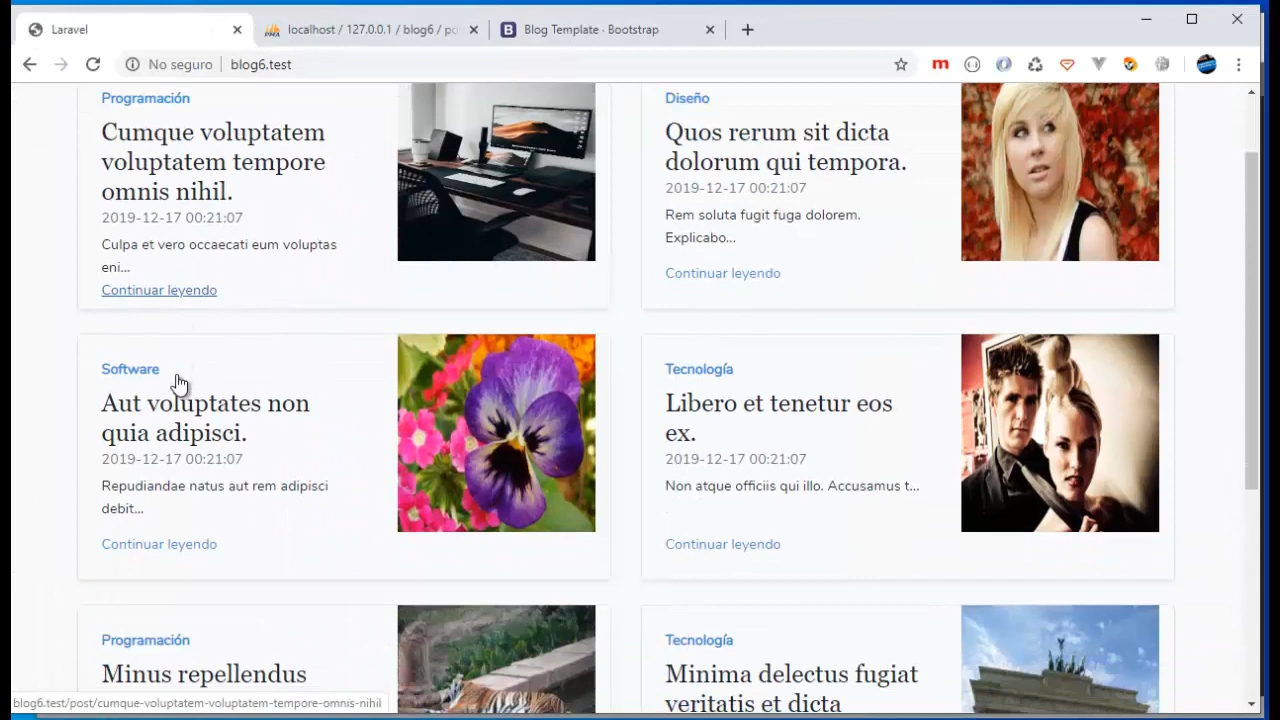 Laravel
localhost / 127.0.0.1 / blog6 / po
Blog Template · Bootstrap
No seguro
blog6.test
Programación
Cumque voluptatem
voluptatem tempore
omnis nihil.
2019-12-17 00:21:07
Culpa et vero occaecati eum voluptas
eni...
Continuar leyendo
Diseño
Quos rerum sit dicta
dolorum qui tempora.
2019-12-17 00:21:07
Rem soluta fugit fuga dolorem.
Explicabo...
Continuar leyendo
Software
Aut voluptates non
quia adipisci.
2019-12-17 00:21:07
Repudiandae natus aut rem adipisci
debit...
Continuar leyendo
Tecnología
Libero et tenetur eos
ex.
2019-12-17 00:21:07
Non atque officiis qui illo. Accusamus t...
Continuar leyendo
Programación
Minus repellendus
Tecnología
Minima delectus fugiat
veritatis et dicta
blog6.test/post/cumque-voluptatem-voluptatem-tempore-omnis-nihil